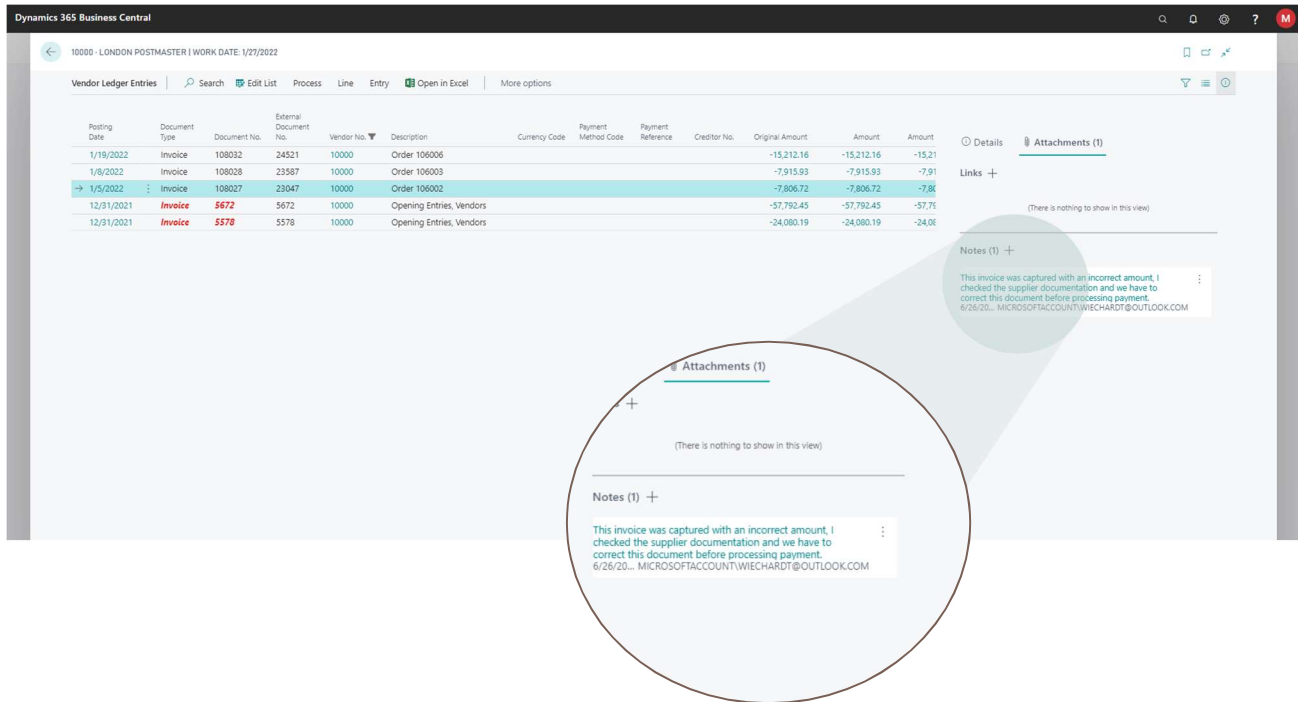 Dynamics 365 Business Central
? M
10000 · LONDON POSTMASTER | WORK DATE: 1/27/2022
Vendor Ledger Entries Search Edit List Process Line Entry Open in Excel More options
Posting Date Document Type Document No. External Document No. Vendor No. Description Currency Code Payment Method Code Payment Reference Creditor No. Original Amount Amount Amount
1/19/2022 Invoice 108032 24521 10000 Order 106006 -15,212.16 -15,212.16 -15,21
1/8/2022 Invoice 108028 23587 10000 Order 106003 -7,915.93 -7,915.93 -7,91
1/5/2022 Invoice 108027 23047 10000 Order 106002 -7,806.72 -7,806.72 -7,80
12/31/2021 Invoice 5672 5672 10000 Opening Entries, Vendors -57,792.45 -57,792.45 -57,79
12/31/2021 Invoice 5578 5578 10000 Opening Entries, Vendors -24,080.19 -24,080.19 -24,08
Details Attachments (1)
Links +
(There is nothing to show in this view)
Notes (1) +
This invoice was captured with an incorrect amount, I
checked the supplier documentation and we have to
correct this document before processing payment.
6/26/20... MICROSOFTACCOUNT\WIECHARDT@OUTLOOK.COM
Attachments (1)
s +
(There is nothing to show in this view)
Notes (1) +
This invoice was captured with an incorrect amount, I
checked the supplier documentation and we have to
correct this document before processing payment.
6/26/20... MICROSOFTACCOUNT\WIECHARDT@OUTLOOK.COM